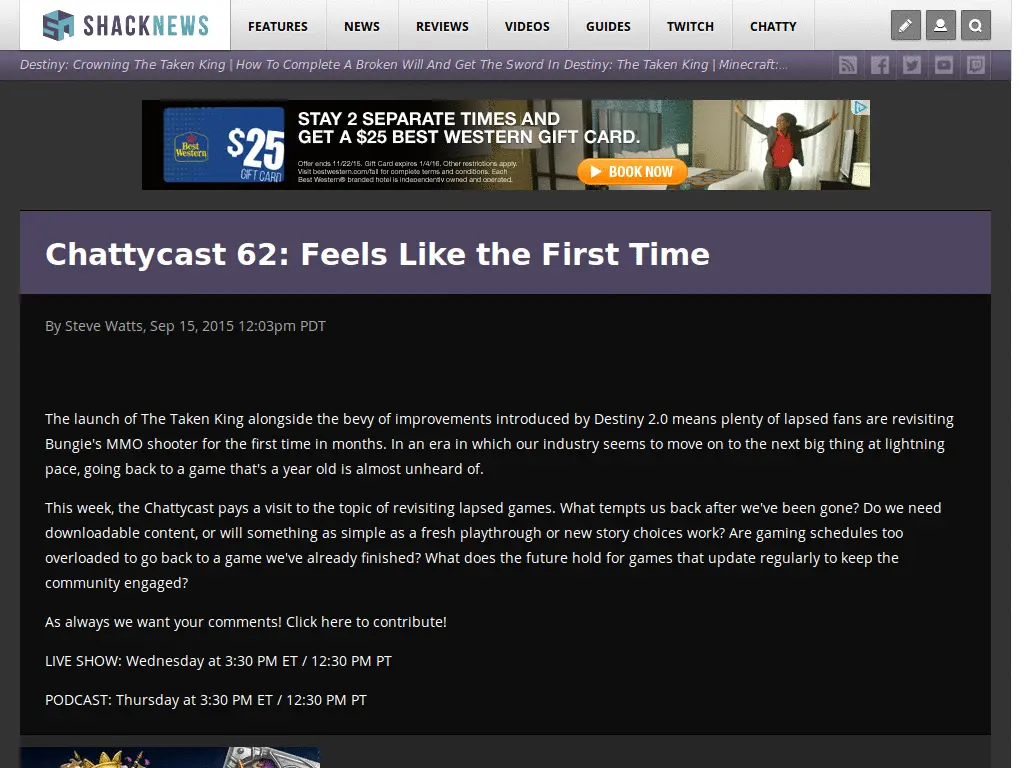 SHACKNEWS
FEATURES
NEWS
REVIEWS
VIDEOS
GUIDES
TWITCH
CHATTY
Destiny: Crowning The Taken King | How To Complete A Broken Will And Get The Sword In Destiny: The Taken King | Minecraft:...
Best
Western
$25
GIFT CARD
STAY 2 SEPARATE TIMES AND
GET A $25 BEST WESTERN GIFT CARD.
Offer ends 11/22/15. Gift Card expires 1/4/16. Other restrictions apply.
Visit bestwestern.com/fall for complete terms and conditions. Each
Best Western® branded hotel is independently owned and operated.
BOOK NOW
Chattycast 62: Feels Like the First Time
By Steve Watts, Sep 15, 2015 12:03pm PDT
The launch of The Taken King alongside the bevy of improvements introduced by Destiny 2.0 means plenty of lapsed fans are revisiting
Bungie's MMO shooter for the first time in months. In an era in which our industry seems to move on to the next big thing at lightning
pace, going back to a game that's a year old is almost unheard of.
This week, the Chattycast pays a visit to the topic of revisiting lapsed games. What tempts us back after we've been gone? Do we need
downloadable content, or will something as simple as a fresh playthrough or new story choices work? Are gaming schedules too
overloaded to go back to a game we've already finished? What does the future hold for games that update regularly to keep the
community engaged?
As always we want your comments! Click here to contribute!
LIVE SHOW: Wednesday at 3:30 PM ET / 12:30 PM PT
PODCAST: Thursday at 3:30 PM ET / 12:30 PM PT